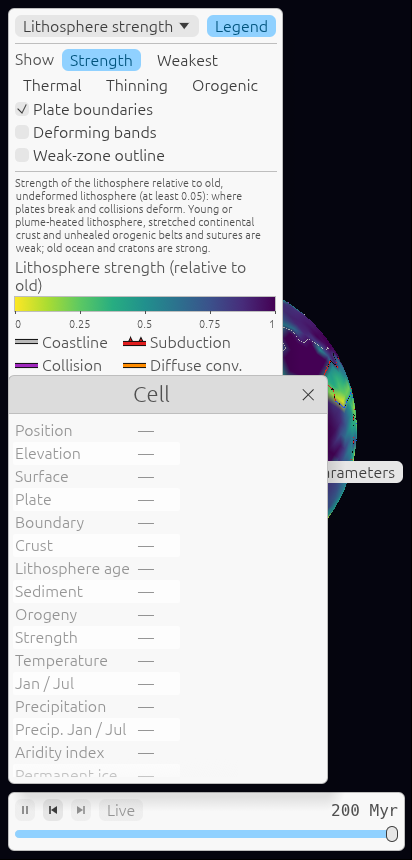 Lithosphere strength Legend
Show Strength Weakest
Thermal Thinning Orogenic
Plate boundaries
Deforming bands
Weak-zone outline
Strength of the lithosphere relative to old,
undeformed lithosphere (at least 0.05): where
plates break and collisions deform. Young or
plume-heated lithosphere, stretched continental
crust and unhealed orogenic belts and sutures are
weak; old ocean and cratons are strong.
Lithosphere strength (relative to
old)
0 0.25 0.5 0.75 1
Coastline Subduction
Collision Diffuse conv.
Cell
Position —
Elevation —
arameters
Surface —
Plate —
Boundary —
Crust —
Lithosphere age —
Sediment —
Orogeny —
Strength —
Temperature —
Jan / Jul —
Precipitation —
Precip. Jan / Jul —
Aridity index —
Permanent ice —
Live 200 Myr